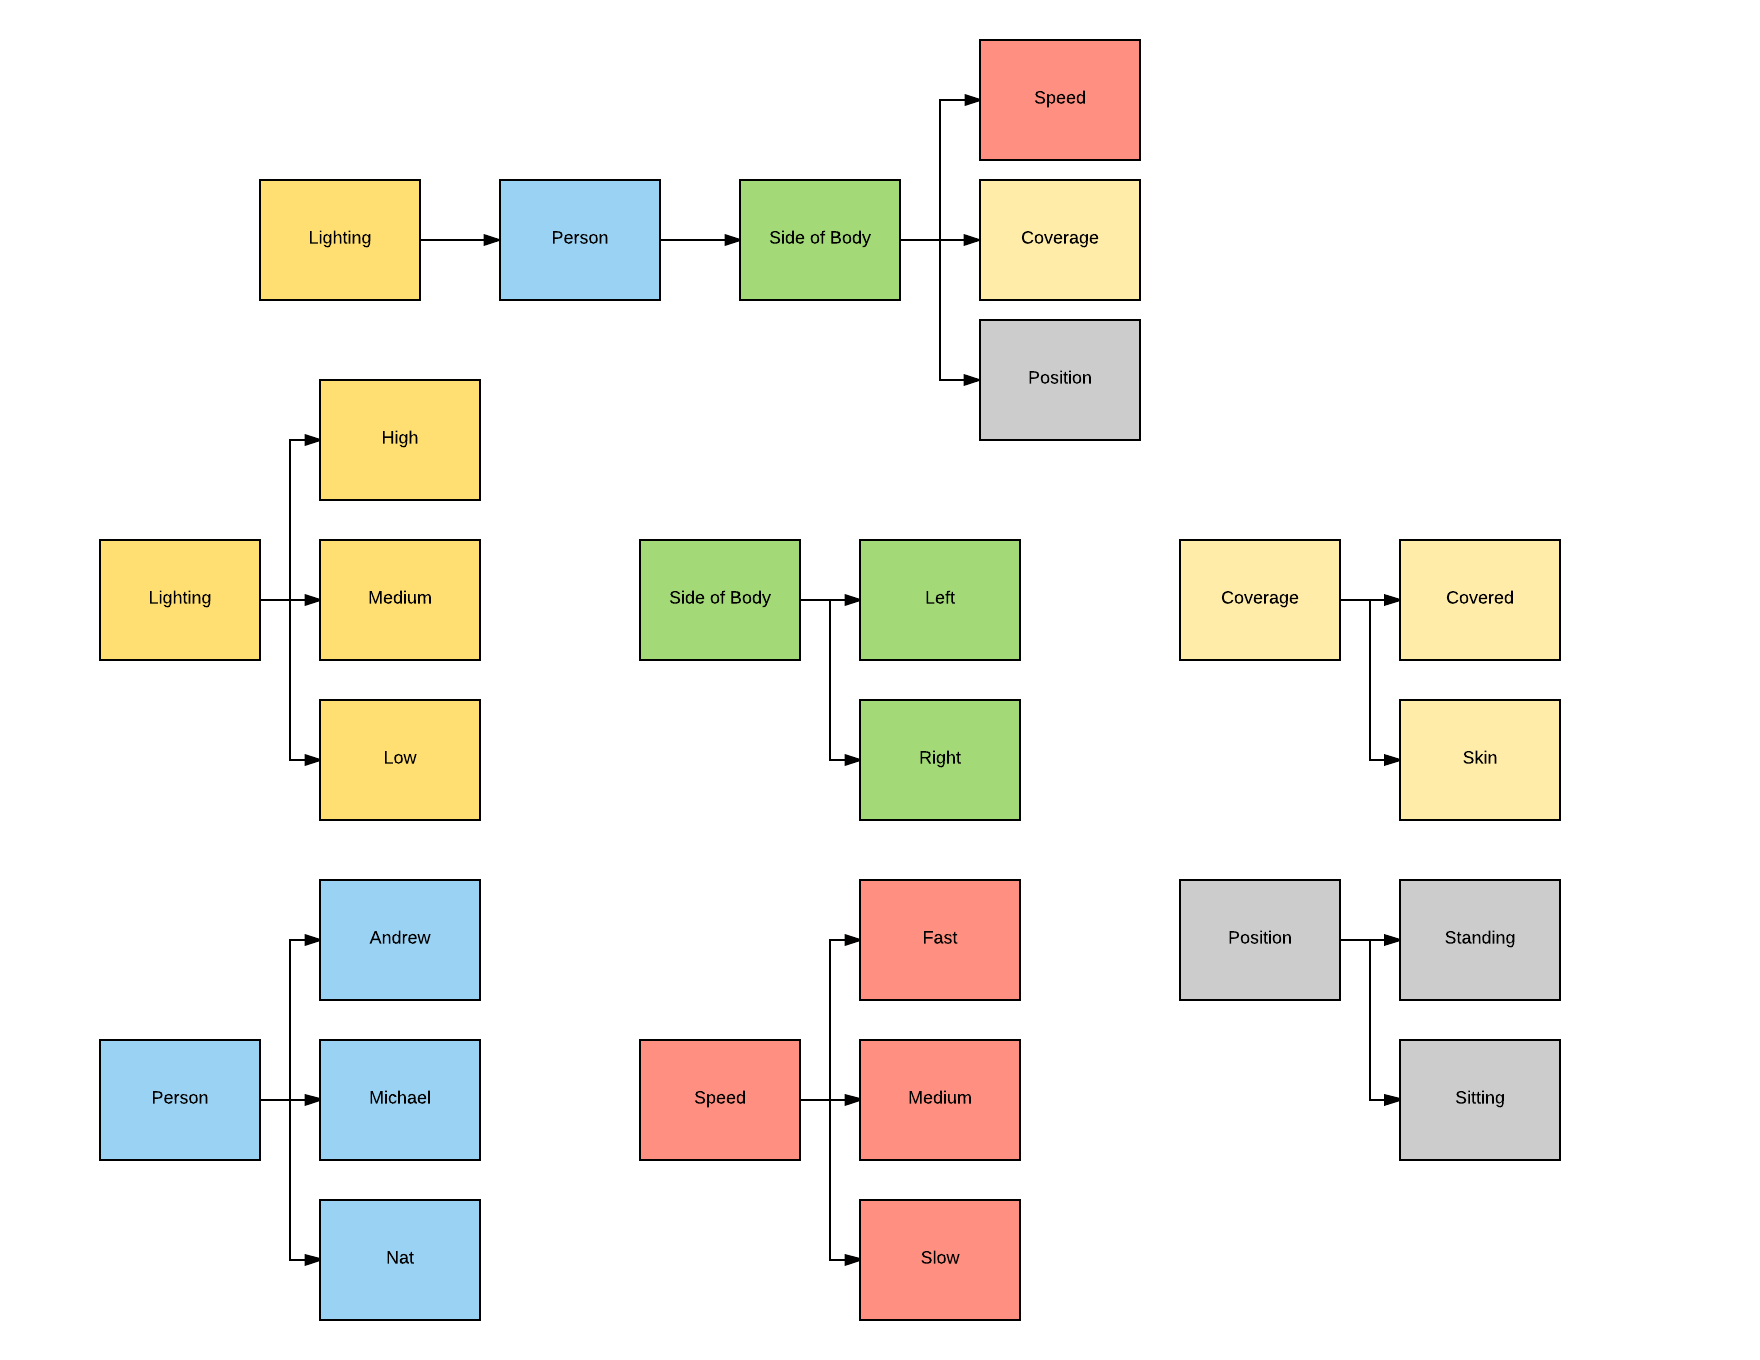 Speed
Lighting
Person
Side of Body
Coverage
Position
High
Lighting
Medium
Low
Side of Body
Left
Right
Coverage
Covered
Skin
Person
Andrew
Michael
Nat
Speed
Fast
Medium
Slow
Position
Standing
Sitting